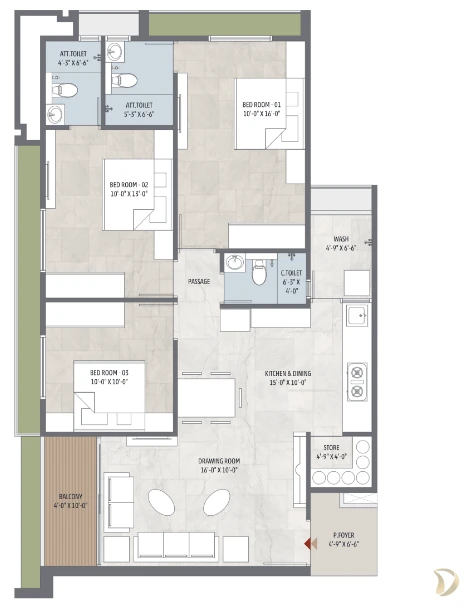 ATT.TOILET
4'-3" X 6'-6"
ATT.TOILET
5'-3" X 6'-6"
BED ROOM - 01
10'-0" X 16'-0"
BED ROOM - 02
10'-0" X 13'-0"
WASH
4'-9" X 6'-6"
PASSAGE
C.TOILET
6'-3" X
4'-0"
BED ROOM - 03
10'-0" X 10'-0"
KITCHEN & DINING
15'-0" X 10'-0"
STORE
4'-9" X 4'-0"
DRAWING ROOM
16'-0" X 10'-0"
BALCONY
4'-0" X 10'-0"
P.FOYER
4'-9" X 6'-6"